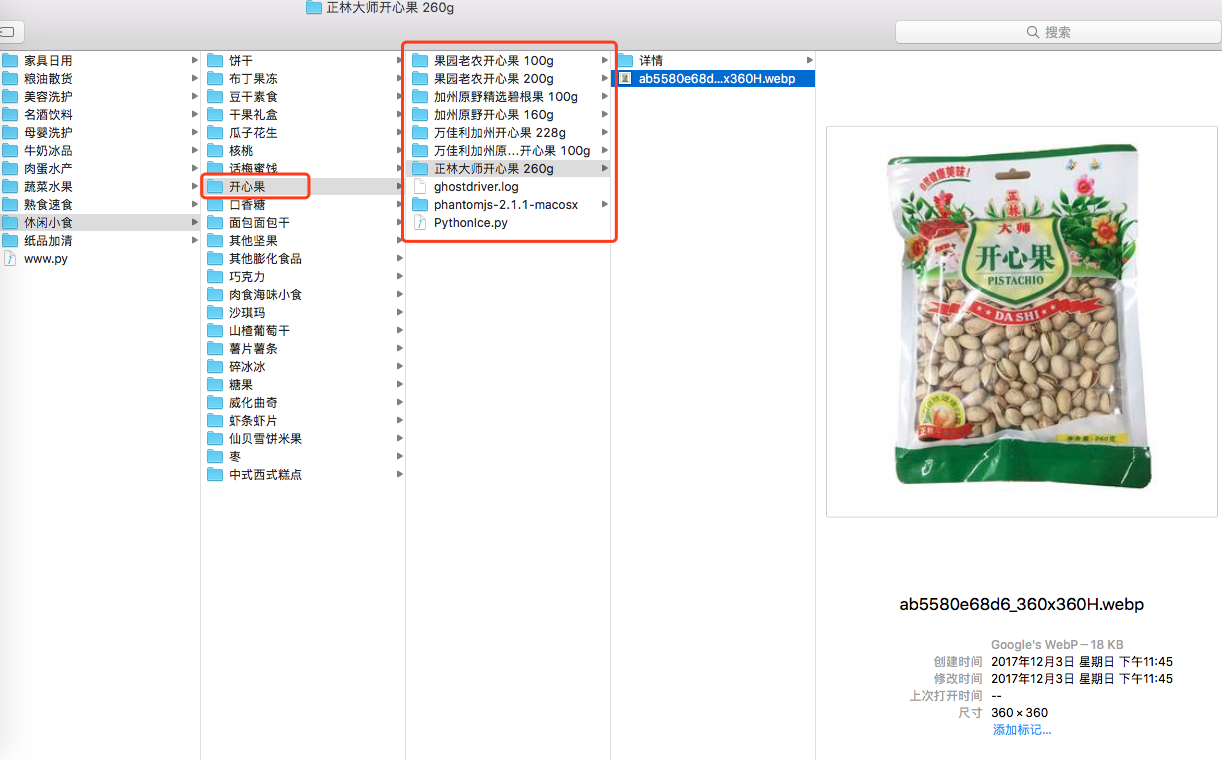 正林大师开心果 260g
搜索
家具日用
粮油散货
美容洗护
名酒饮料
母婴洗护
牛奶冰品
肉蛋水产
蔬菜水果
熟食速食
休闲小食
纸品加清
www.py
饼干
布丁果冻
豆干素食
干果礼盒
瓜子花生
核桃
话梅蜜饯
开心果
口香糖
面包面包干
其他坚果
其他膨化食品
巧克力
肉食海味小食
沙琪玛
山楂葡萄干
薯片薯条
碎冰冰
糖果
威化曲奇
虾条虾片
仙贝雪饼米果
枣
中式西式糕点
果园老农开心果 100g
果园老农开心果 200g
加州原野精选碧根果 100g
加州原野开心果 160g
万佳利加州开心果 228g
万佳利加州原...开心果 100g
正林大师开心果 260g
ghostdriver.log
phantomjs-2.1.1-macosx
PythonIce.py
详情
ab5580e68d...x360H.webp
自然健康美味!
正林
大师
开心果
PISTACHIO
DA SHI
净含量:260克
ab5580e68d6_360x360H.webp
Google's WebP – 18 KB
创建时间 2017年12月3日 星期日 下午11:45
修改时间 2017年12月3日 星期日 下午11:45
上次打开时间 --
尺寸 360 × 360
添加标记...